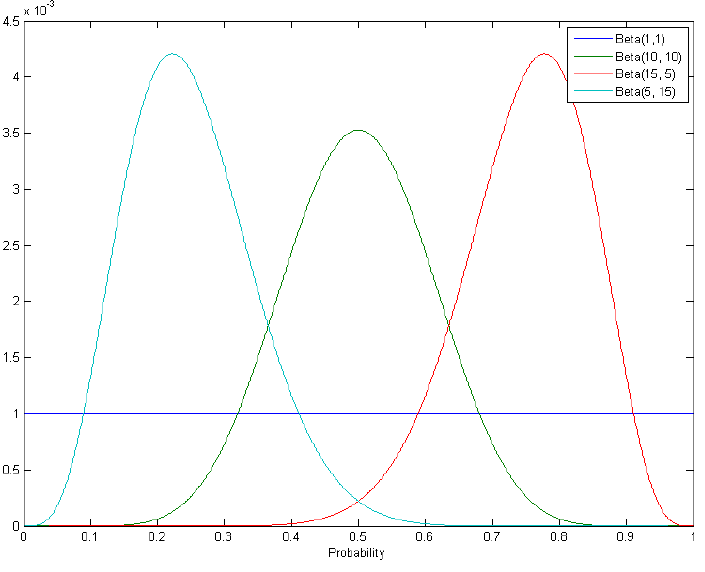 x 10^-3
4.5
4
3.5
3
2.5
2
1.5
1
0.5
0
Beta(1,1)
Beta(10, 10)
Beta(15, 5)
Beta(5, 15)
0 0.1 0.2 0.3 0.4 0.5 0.6 0.7 0.8 0.9 1
Probability